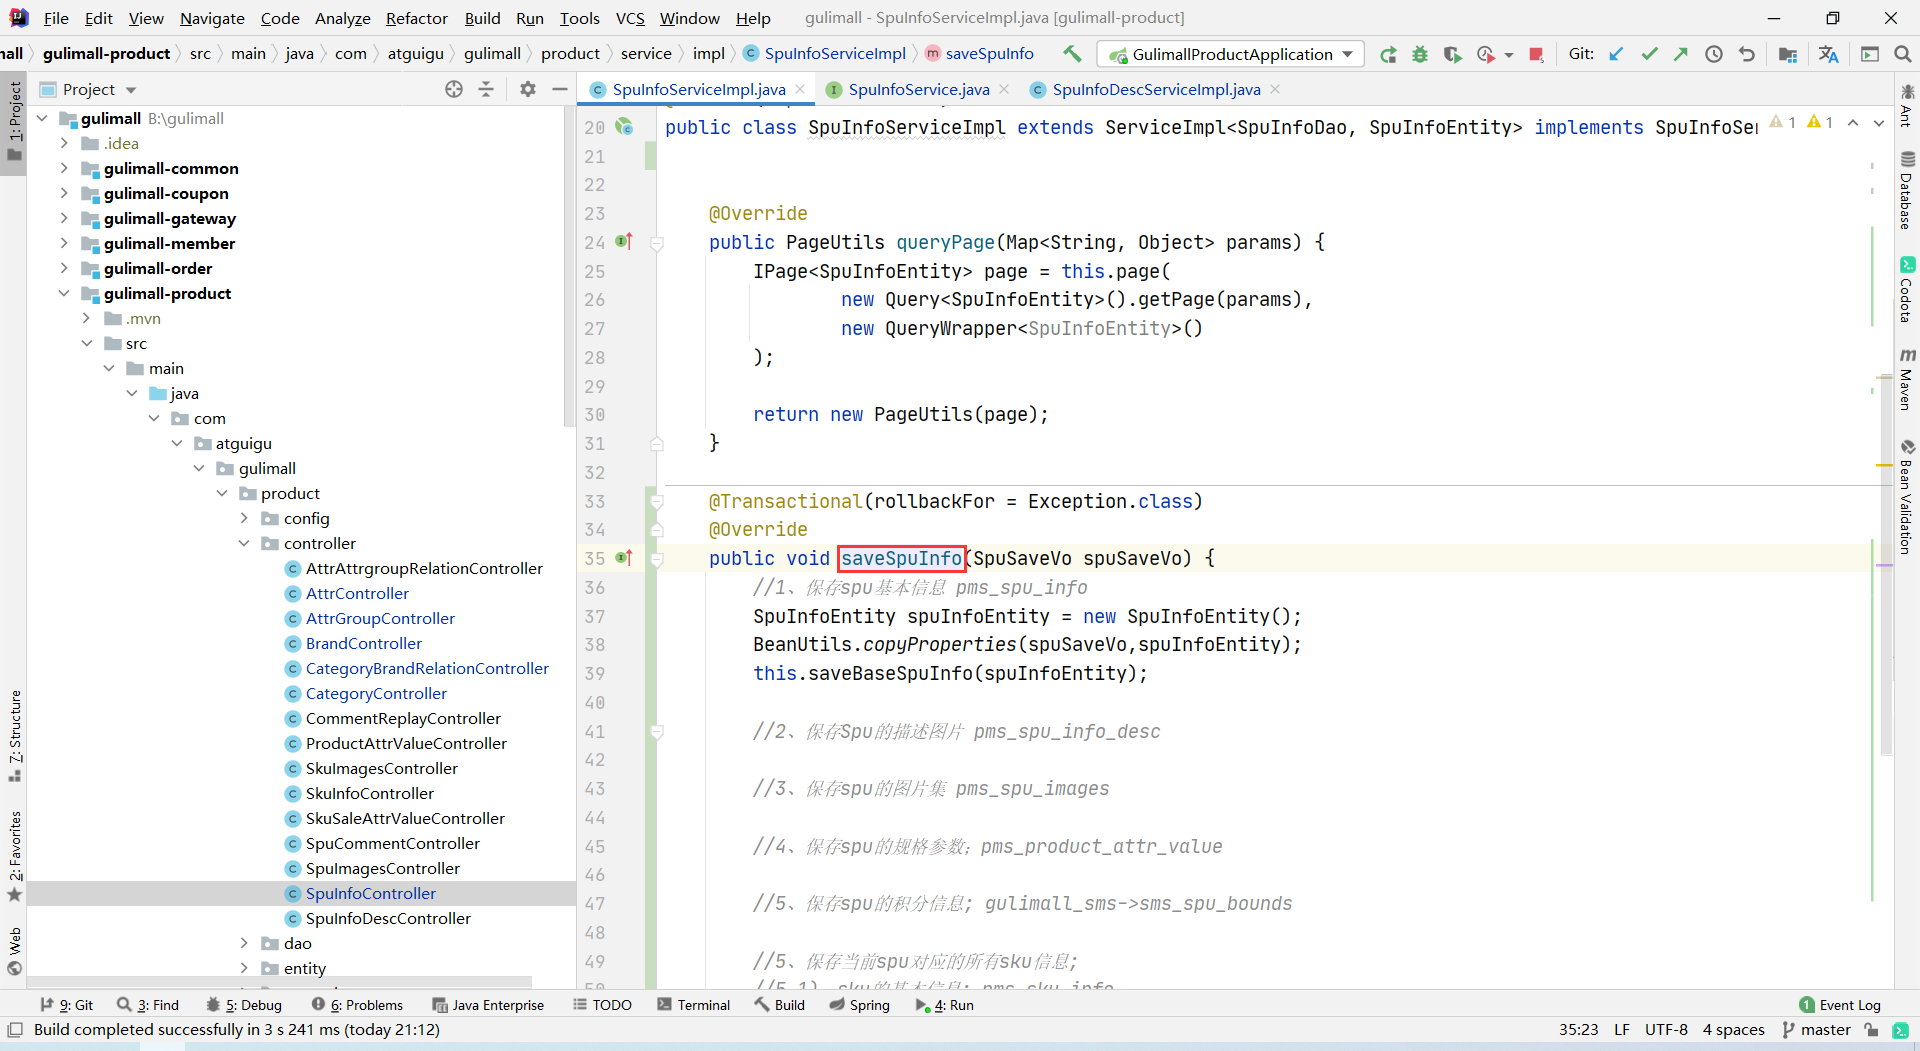 File Edit View Navigate Code Analyze Refactor Build Run Tools VCS Window Help gulimall - SpuInfoServiceImpl.java [gulimall-product]
nall gulimall-product src main java com atguigu gulimall product service impl SpuInfoServiceImpl saveSpuInfo GulimallProductApplication Git:
Project
SpuInfoServiceImpl.java SpuInfoService.java SpuInfoDescServiceImpl.java
1: Project
7: Structure
2: Favorites
Web
gulimall B:\gulimall
.idea
gulimall-common
gulimall-coupon
gulimall-gateway
gulimall-member
gulimall-order
gulimall-product
.mvn
src
main
java
com
atguigu
gulimall
product
config
controller
AttrAttrgroupRelationController
AttrController
AttrGroupController
BrandController
CategoryBrandRelationController
CategoryController
CommentReplayController
ProductAttrValueController
SkuImagesController
SkuInfoController
SkuSaleAttrValueController
SpuCommentController
SpuImagesController
SpuInfoController
SpuInfoDescController
dao
entity
20 public class SpuInfoServiceImpl extends ServiceImpl<SpuInfoDao, SpuInfoEntity> implements SpuInfoSer 1 1
21
22
23 @Override
24 public PageUtils queryPage(Map<String, Object> params) {
25 IPage<SpuInfoEntity> page = this.page(
26 new Query<SpuInfoEntity>().getPage(params),
27 new QueryWrapper<SpuInfoEntity>()
28 );
29
30 return new PageUtils(page);
31 }
32
33 @Transactional(rollbackFor = Exception.class)
34 @Override
35 public void saveSpuInfo(SpuSaveVo spuSaveVo) {
36 //1、保存spu基本信息 pms_spu_info
37 SpuInfoEntity spuInfoEntity = new SpuInfoEntity();
38 BeanUtils.copyProperties(spuSaveVo,spuInfoEntity);
39 this.saveBaseSpuInfo(spuInfoEntity);
40
41 //2、保存Spu的描述图片 pms_spu_info_desc
42
43 //3、保存spu的图片集 pms_spu_images
44
45 //4、保存spu的规格参数; pms_product_attr_value
46
47 //5、保存spu的积分信息; gulimall_sms->sms_spu_bounds
48
49 //5、保存当前spu对应的所有sku信息;
50 //5.1)、sku的基本信息; pms_sku_info
Ant
Database
Codota
Maven
Bean Validation
9: Git 3: Find 5: Debug 6: Problems Java Enterprise TODO Terminal Build Spring 4: Run 1 Event Log
Build completed successfully in 3 s 241 ms (today 21:12) 35:23 LF UTF-8 4 spaces master